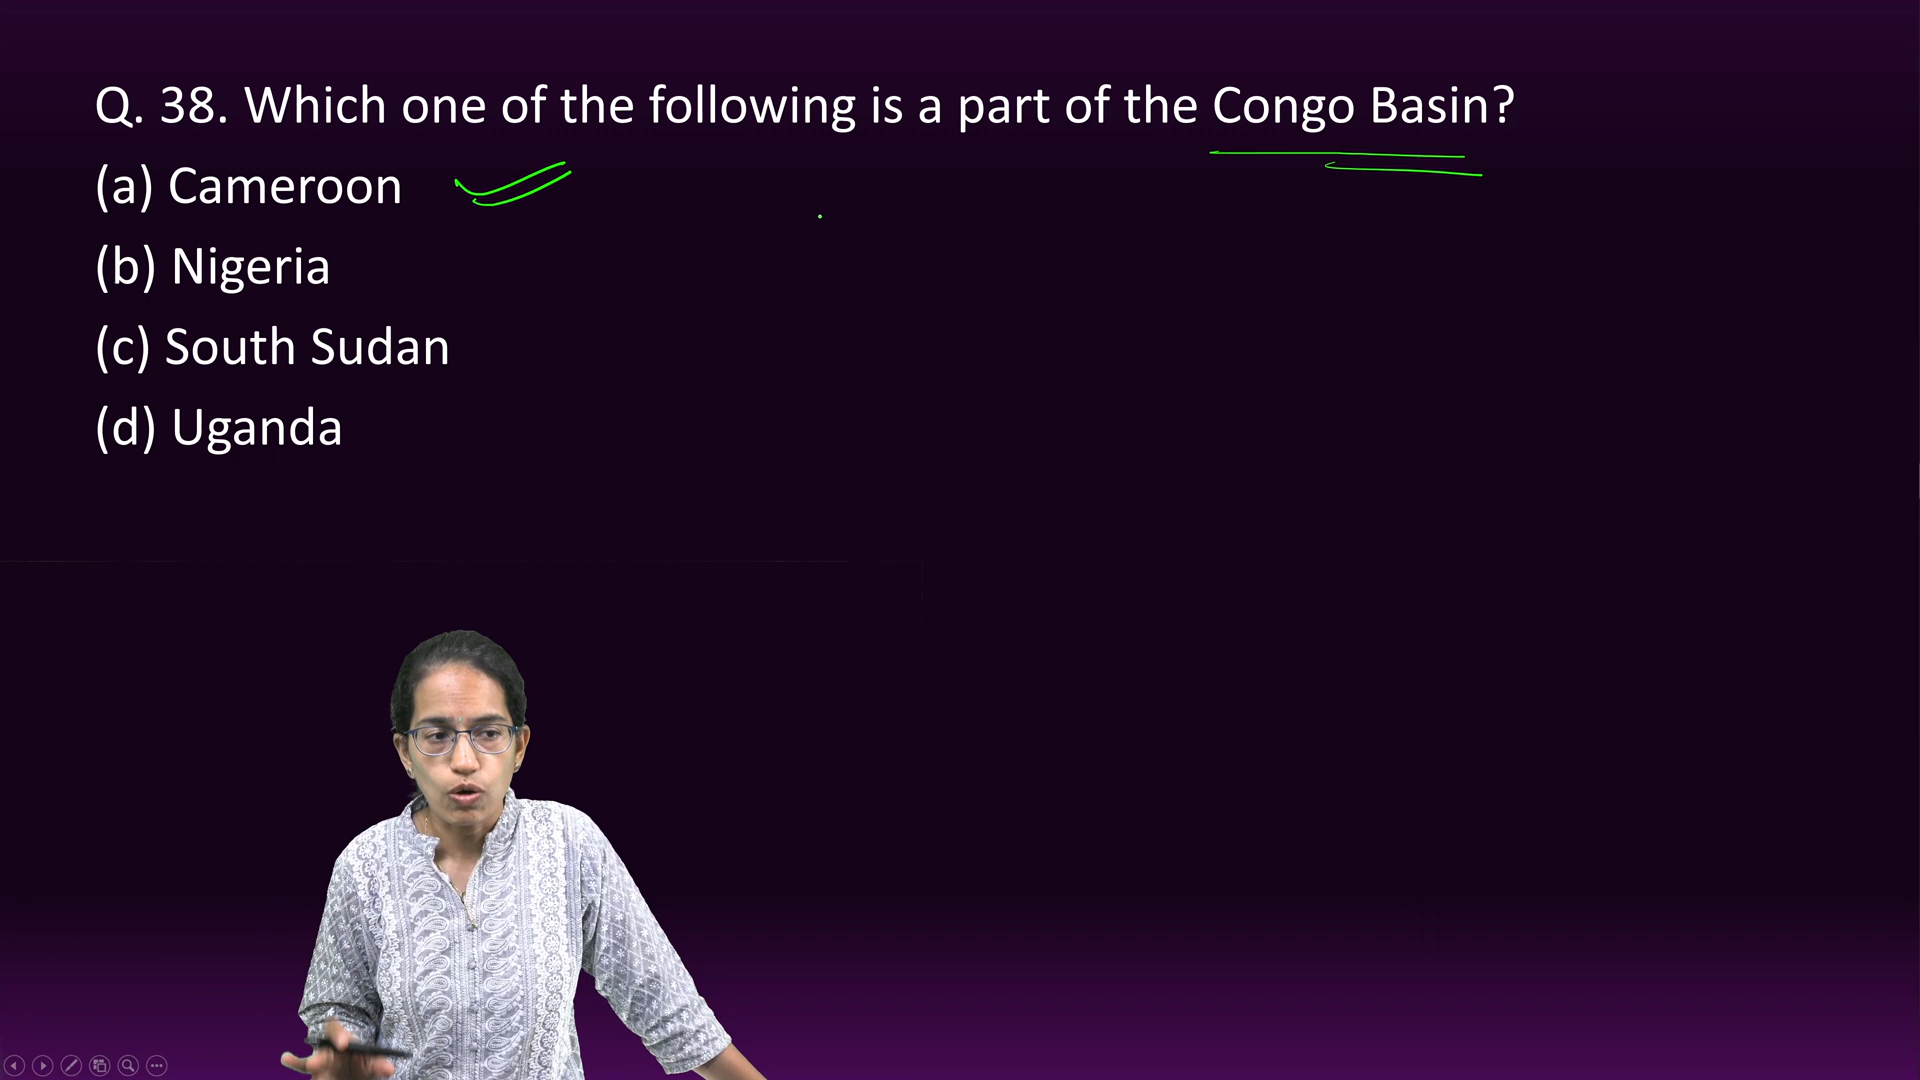 Q. 38. Which one of the following is a part of the Congo Basin?
(a) Cameroon
(b) Nigeria
(c) South Sudan
(d) Uganda